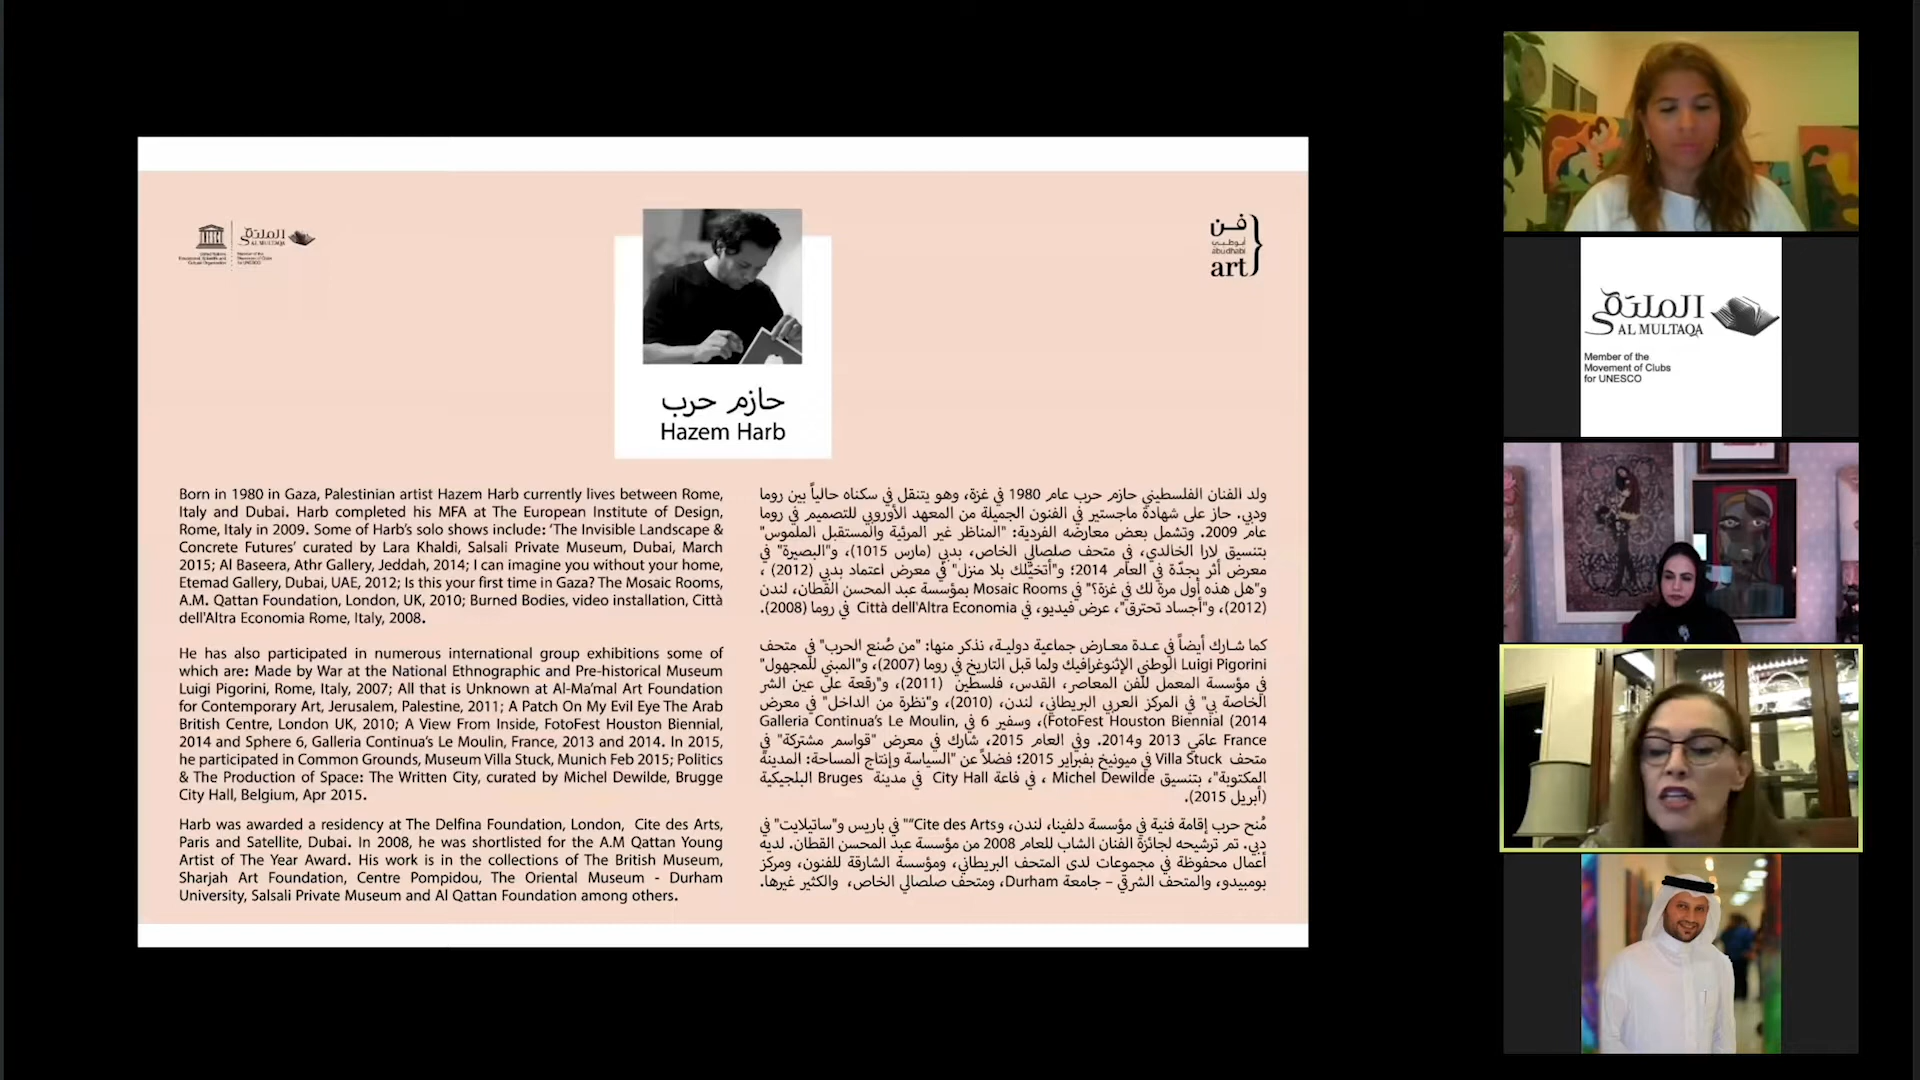 الملتقى
AL MULTAQA
Member of the
Movement of Clubs
for UNESCO
فن
أبوظبي
abu dhabi
art
حازم حرب
Hazem Harb
Born in 1980 in Gaza, Palestinian artist Hazem Harb currently lives between Rome,
Italy and Dubai. Harb completed his MFA at The European Institute of Design,
Rome, Italy in 2009. Some of Harb's solo shows include: 'The Invisible Landscape &
Concrete Futures' curated by Lara Khaldi, Salsali Private Museum, Dubai, March
2015; Al Baseera, Athr Gallery, Jeddah, 2014; I can imagine you without your home,
Etemad Gallery, Dubai, UAE, 2012; Is this your first time in Gaza? The Mosaic Rooms,
A.M. Qattan Foundation, London, UK, 2010; Burned Bodies, video installation, Città
dell'Altra Economia Rome, Italy, 2008.
He has also participated in numerous international group exhibitions some of
which are: Made by War at the National Ethnographic and Pre-historical Museum
Luigi Pigorini, Rome, Italy, 2007; All that is Unknown at Al-Ma'mal Art Foundation
for Contemporary Art, Jerusalem, Palestine, 2011; A Patch On My Evil Eye The Arab
British Centre, London UK, 2010; A View From Inside, FotoFest Houston Biennial,
2014 and Sphere 6, Galleria Continua's Le Moulin, France, 2013 and 2014. In 2015,
he participated in Common Grounds, Museum Villa Stuck, Munich Feb 2015; Politics
& The Production of Space: The Written City, curated by Michel Dewilde, Brugge
City Hall, Belgium, Apr 2015.
Harb was awarded a residency at The Delfina Foundation, London, Cite des Arts,
Paris and Satellite, Dubai. In 2008, he was shortlisted for the A.M Qattan Young
Artist of The Year Award. His work is in the collections of The British Museum,
Sharjah Art Foundation, Centre Pompidou, The Oriental Museum - Durham
University, Salsali Private Museum and Al Qattan Foundation among others.
ولد الفنان الفلسطيني حازم حرب عام 1980 في غزة، وهو يتنقل في سكناه حالياً بين روما
ودبي. حاز على شهادة ماجستير في الفنون الجميلة من المعهد الأوروبي للتصميم في روما
عام 2009. وتشمل بعض معارضه الفردية: "المناظر غير المرئية والمستقبل الملموس"
بتنسيق لارا الخالدي، في متحف صلصالي الخاص، بدبي (مارس 1015)، و"البصيرة" في
معرض أثر بجدّة في العام 2014؛ و"أتخيّلك بلا منزل" في معرض اعتماد بدبي (2012) ،
و"هل هذه أول مرة لك في غزة؟" في Mosaic Rooms بمؤسسة عبد المحسن القطان، لندن
(2012)، و"أجساد تحترق"، عرض فيديو، في Città dell'Altra Economia في روما (2008).
كما شارك أيضاً في عدة معارض جماعية دولية، نذكر منها: "من صُنع الحرب" في متحف
Luigi Pigorini الوطني الإثنوغرافيك ولما قبل التاريخ في روما (2007)، و"المبني للمجهول"
في مؤسسة المعمل للفن المعاصر، القدس، فلسطين (2011)، و"رقعة على عين الشر
الخاصة بي" في المركز العربي البريطاني، لندن، (2010)، و"نظرة من الداخل" في معرض
FotoFest Houston Biennial (2014)، وسفير 6 في Galleria Continua's Le Moulin,
France عامَي 2013 و2014. وفي العام 2015، شارك في معرض "قواسم مشتركة" في
متحف Villa Stuck في ميونيخ بفبراير 2015؛ فضلاً عن "السياسة وإنتاج المساحة: المدينة
المكتوبة"، بتنسيق Michel Dewilde ، في قاعة City Hall في مدينة Bruges البلجيكية
(أبريل 2015).
مُنح حرب إقامة فنية في مؤسسة دلفينا، لندن، و"Cite des Arts" في باريس و"ساتيلايت" في
دبي. تم ترشيحه لجائزة الفنان الشاب للعام 2008 من مؤسسة عبد المحسن القطان. لديه
أعمال محفوظة في مجموعات لدى المتحف البريطاني، ومؤسسة الشارقة للفنون، ومركز
بومبيدو، والمتحف الشرقي – جامعة Durham، ومتحف صلصالي الخاص، والكثير غيرها.
الملتقى
AL MULTAQA
Member of the
Movement of Clubs
for UNESCO